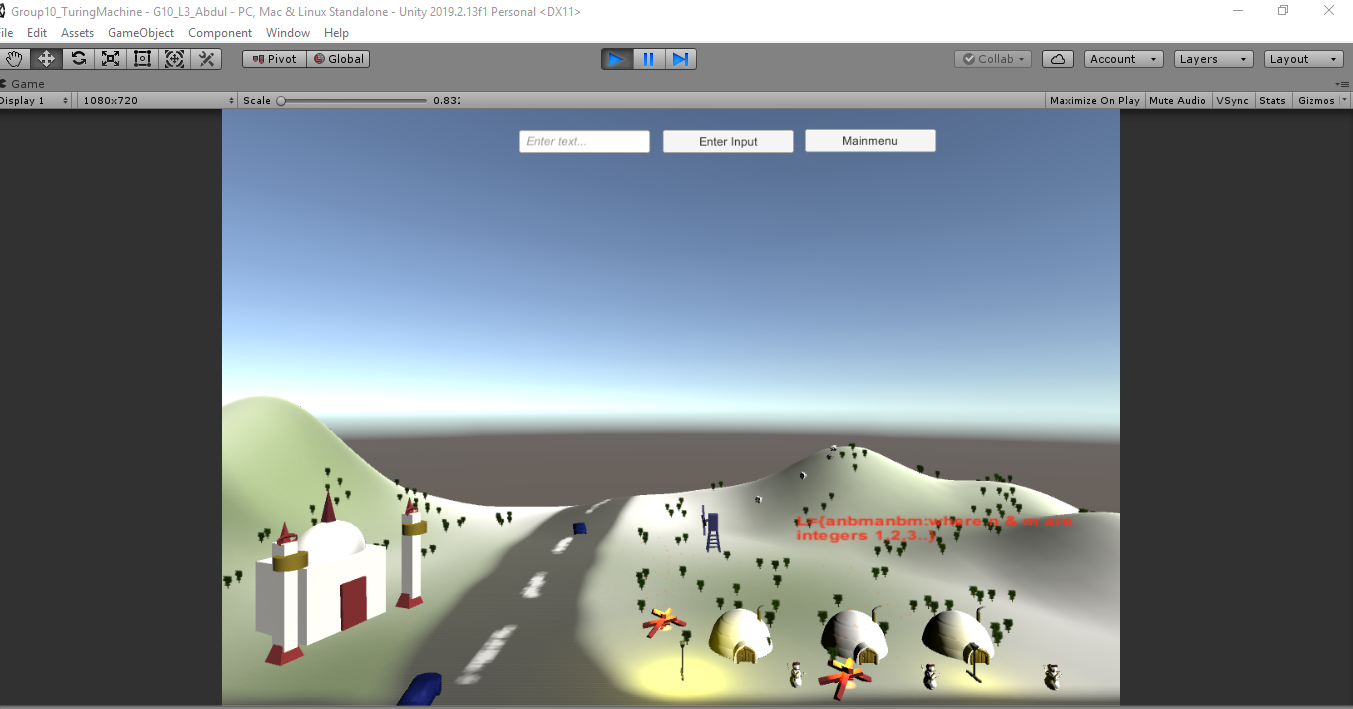 Group10_TuringMachine - G10_L3_Abdul - PC, Mac & Linux Standalone - Unity 2019.2.13f1 Personal <DX11>
ile Edit Assets GameObject Component Window Help
Pivot Global Collab Account Layers Layout
Game
Display 1 1080x720 Scale 0.83 Maximize On Play Mute Audio VSync Stats Gizmos
Enter text... Enter Input Mainmenu
L={anbmanbm:where n & m are
integers 1,2,3..}